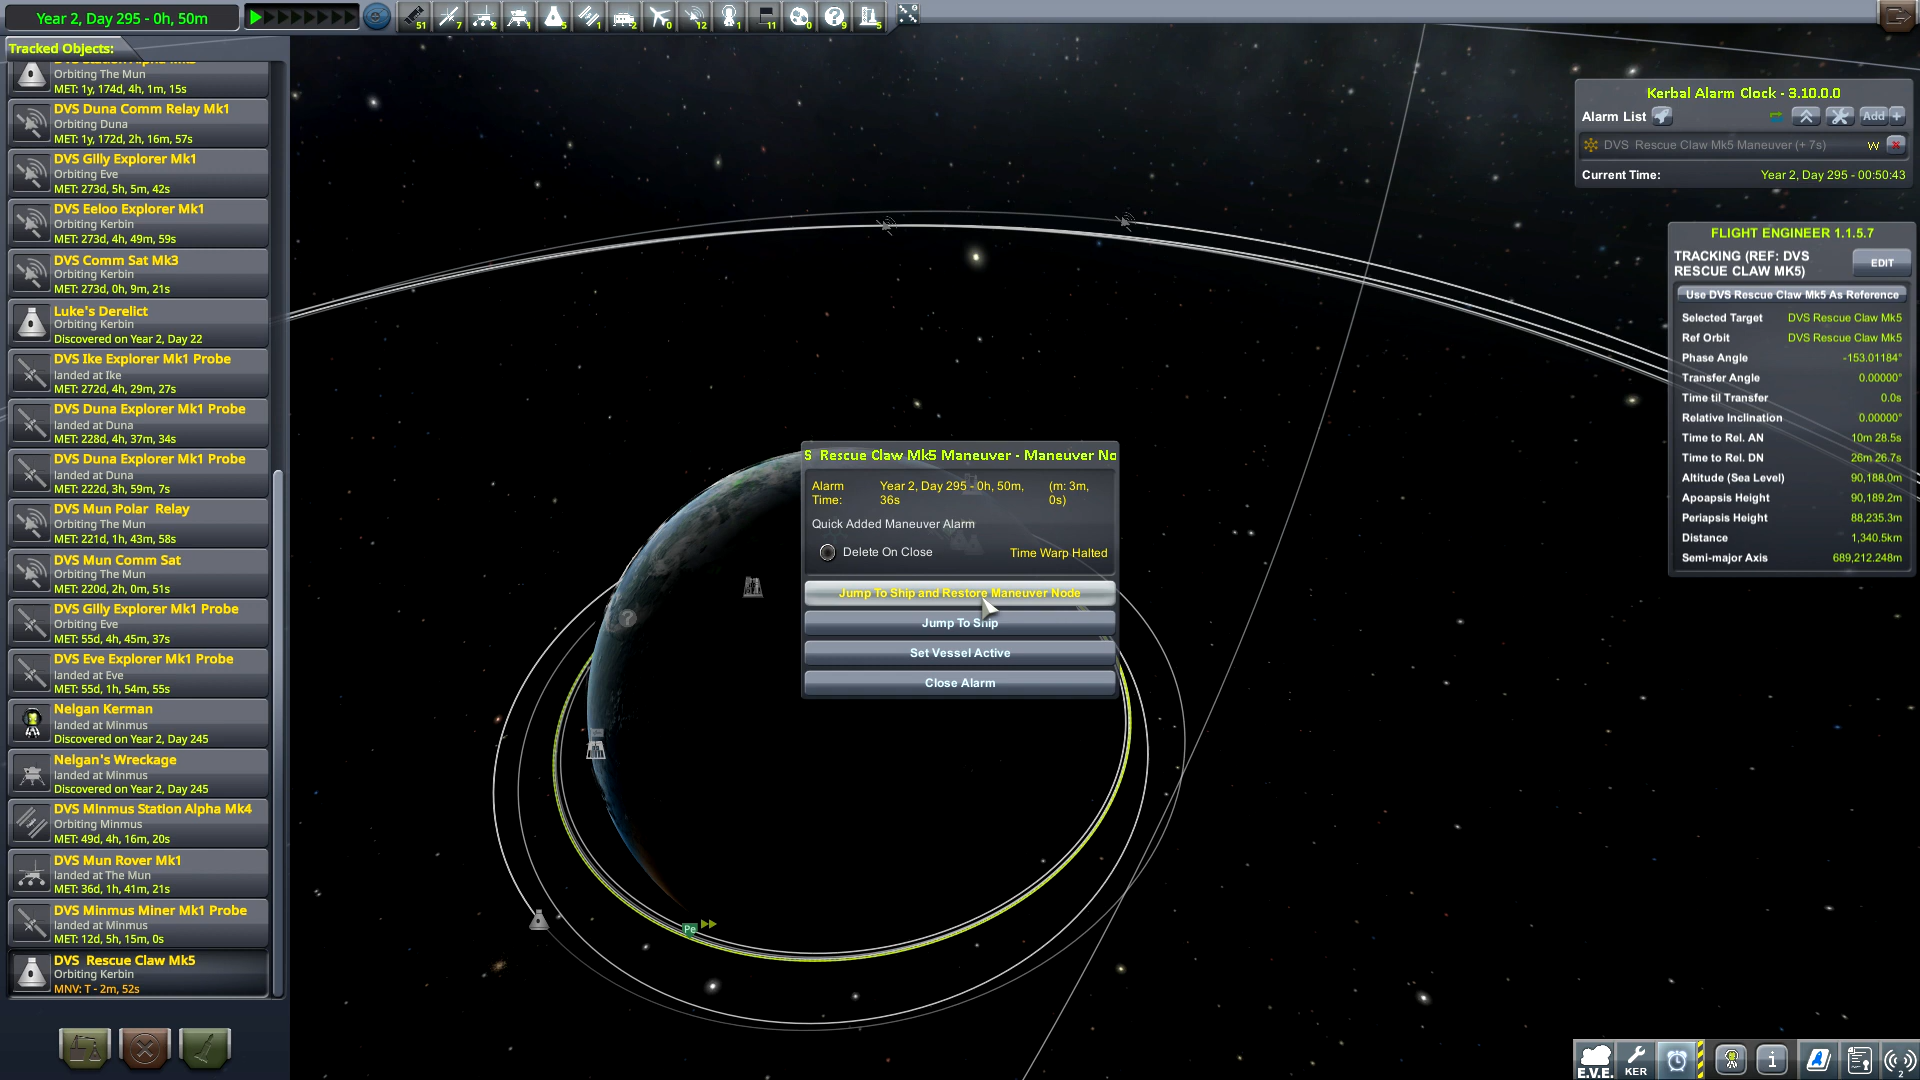 Year 2, Day 295 - 0h, 50m
51
7
2
1
5
1
2
0
12
1
11
0
9
5
Tracked Objects:
Orbiting The Mun
MET: 1y, 174d, 4h, 1m, 15s
DVS Duna Comm Relay Mk1
Orbiting Duna
MET: 1y, 172d, 2h, 16m, 57s
DVS Gilly Explorer Mk1
Orbiting Eve
MET: 273d, 5h, 5m, 42s
DVS Eeloo Explorer Mk1
Orbiting Kerbin
MET: 273d, 4h, 49m, 59s
DVS Comm Sat Mk3
Orbiting Kerbin
MET: 273d, 0h, 9m, 21s
Luke's Derelict
Orbiting Kerbin
Discovered on Year 2, Day 22
DVS Ike Explorer Mk1 Probe
landed at Ike
MET: 272d, 4h, 29m, 27s
DVS Duna Explorer Mk1 Probe
landed at Duna
MET: 228d, 4h, 37m, 34s
DVS Duna Explorer Mk1 Probe
landed at Duna
MET: 222d, 3h, 59m, 7s
DVS Mun Polar Relay
Orbiting The Mun
MET: 221d, 1h, 43m, 58s
DVS Mun Comm Sat
Orbiting The Mun
MET: 220d, 2h, 0m, 51s
DVS Gilly Explorer Mk1 Probe
Orbiting Eve
MET: 55d, 4h, 45m, 37s
DVS Eve Explorer Mk1 Probe
landed at Eve
MET: 55d, 1h, 54m, 55s
Nelgan Kerman
landed at Minmus
Discovered on Year 2, Day 245
Nelgan's Wreckage
landed at Minmus
Discovered on Year 2, Day 245
DVS Minmus Station Alpha Mk4
Orbiting Minmus
MET: 49d, 4h, 16m, 20s
DVS Mun Rover Mk1
landed at The Mun
MET: 36d, 1h, 41m, 21s
DVS Minmus Miner Mk1 Probe
landed at Minmus
MET: 12d, 5h, 15m, 0s
DVS Rescue Claw Mk5
Orbiting Kerbin
MNV: T - 2m, 52s
S Rescue Claw Mk5 Maneuver - Maneuver No
Alarm Time: Year 2, Day 295 - 0h, 50m, 36s (m: 3m, 0s)
Quick Added Maneuver Alarm
Delete On Close Time Warp Halted
Jump To Ship and Restore Maneuver Node
Jump To Ship
Set Vessel Active
Close Alarm
Pe
?
Kerbal Alarm Clock - 3.10.0.0
Alarm List Add +
DVS Rescue Claw Mk5 Maneuver (+ 7s) W
Current Time: Year 2, Day 295 - 00:50:43
FLIGHT ENGINEER 1.1.5.7
TRACKING (REF: DVS
RESCUE CLAW MK5) EDIT
Use DVS Rescue Claw Mk5 As Reference
Selected Target DVS Rescue Claw Mk5
Ref Orbit DVS Rescue Claw Mk5
Phase Angle -153.01184°
Transfer Angle 0.00000°
Time til Transfer 0.0s
Relative Inclination 0.00000°
Time to Rel. AN 10m 28.5s
Time to Rel. DN 26m 26.7s
Altitude (Sea Level) 90,188.0m
Apoapsis Height 90,189.2m
Periapsis Height 88,235.3m
Distance 1,340.5km
Semi-major Axis 689,212.248m
E.V.E.
KER
i
2